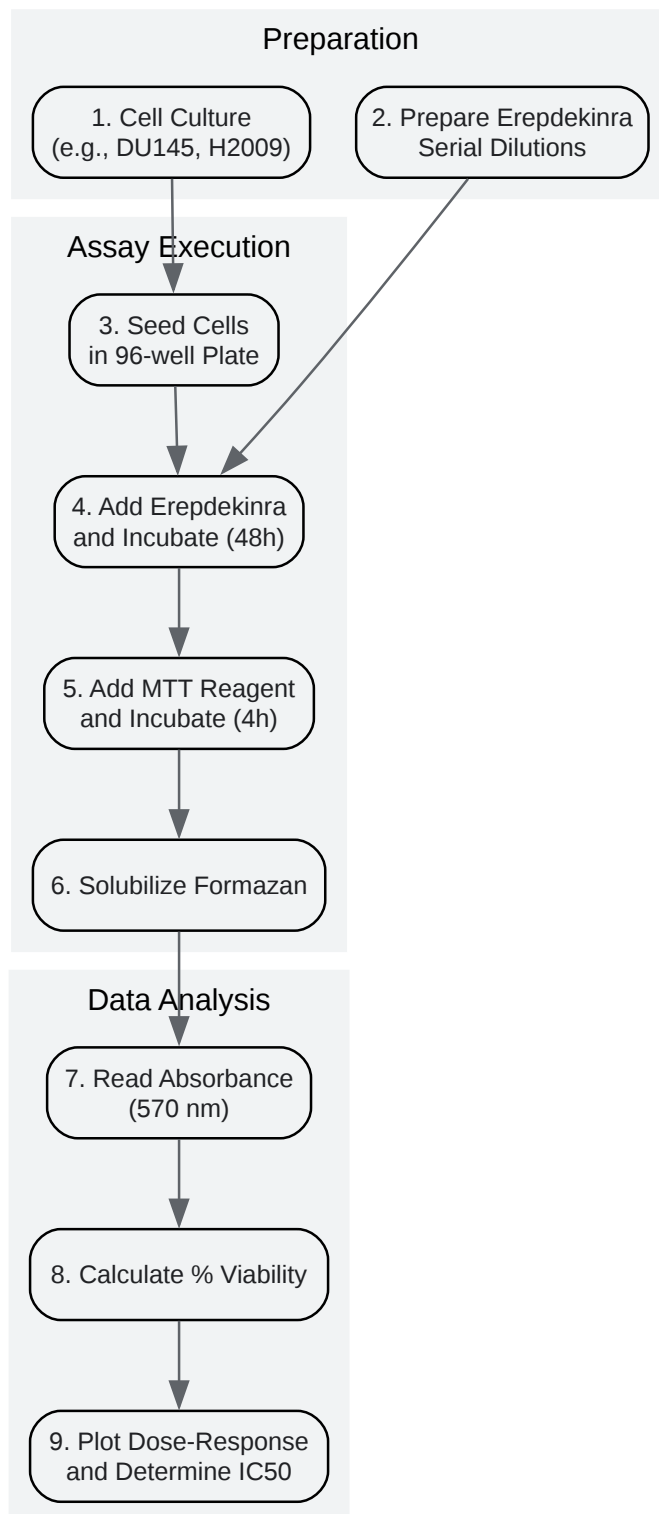 Preparation
1. Cell Culture
(e.g., DU145, H2009)
2. Prepare Erepdekinra
Serial Dilutions
Assay Execution
3. Seed Cells
in 96-well Plate
4. Add Erepdekinra
and Incubate (48h)
5. Add MTT Reagent
and Incubate (4h)
6. Solubilize Formazan
Data Analysis
7. Read Absorbance
(570 nm)
8. Calculate % Viability
9. Plot Dose-Response
and Determine IC50